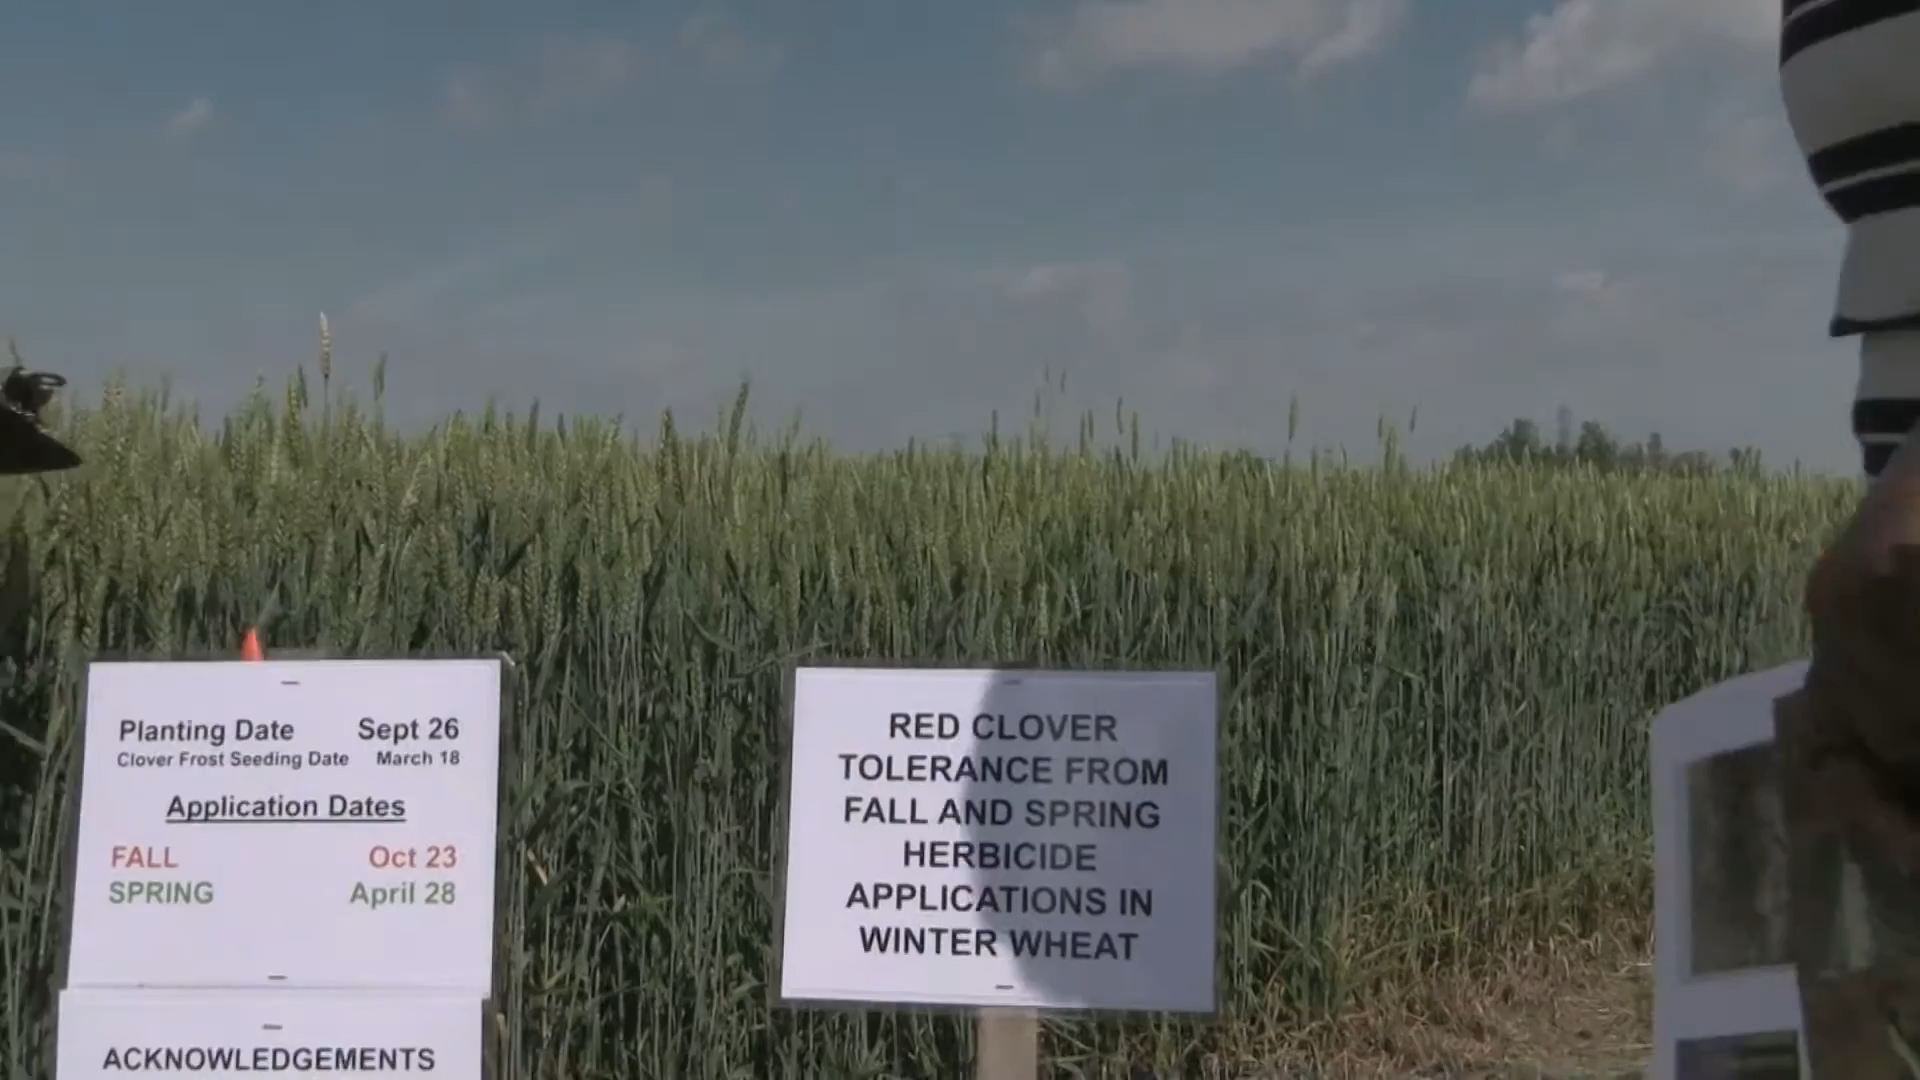 Planting Date Sept 26
Clover Frost Seeding Date March 18
Application Dates
FALL Oct 23
SPRING April 28
ACKNOWLEDGEMENTS
RED CLOVER
TOLERANCE FROM
FALL AND SPRING
HERBICIDE
APPLICATIONS IN
WINTER WHEAT